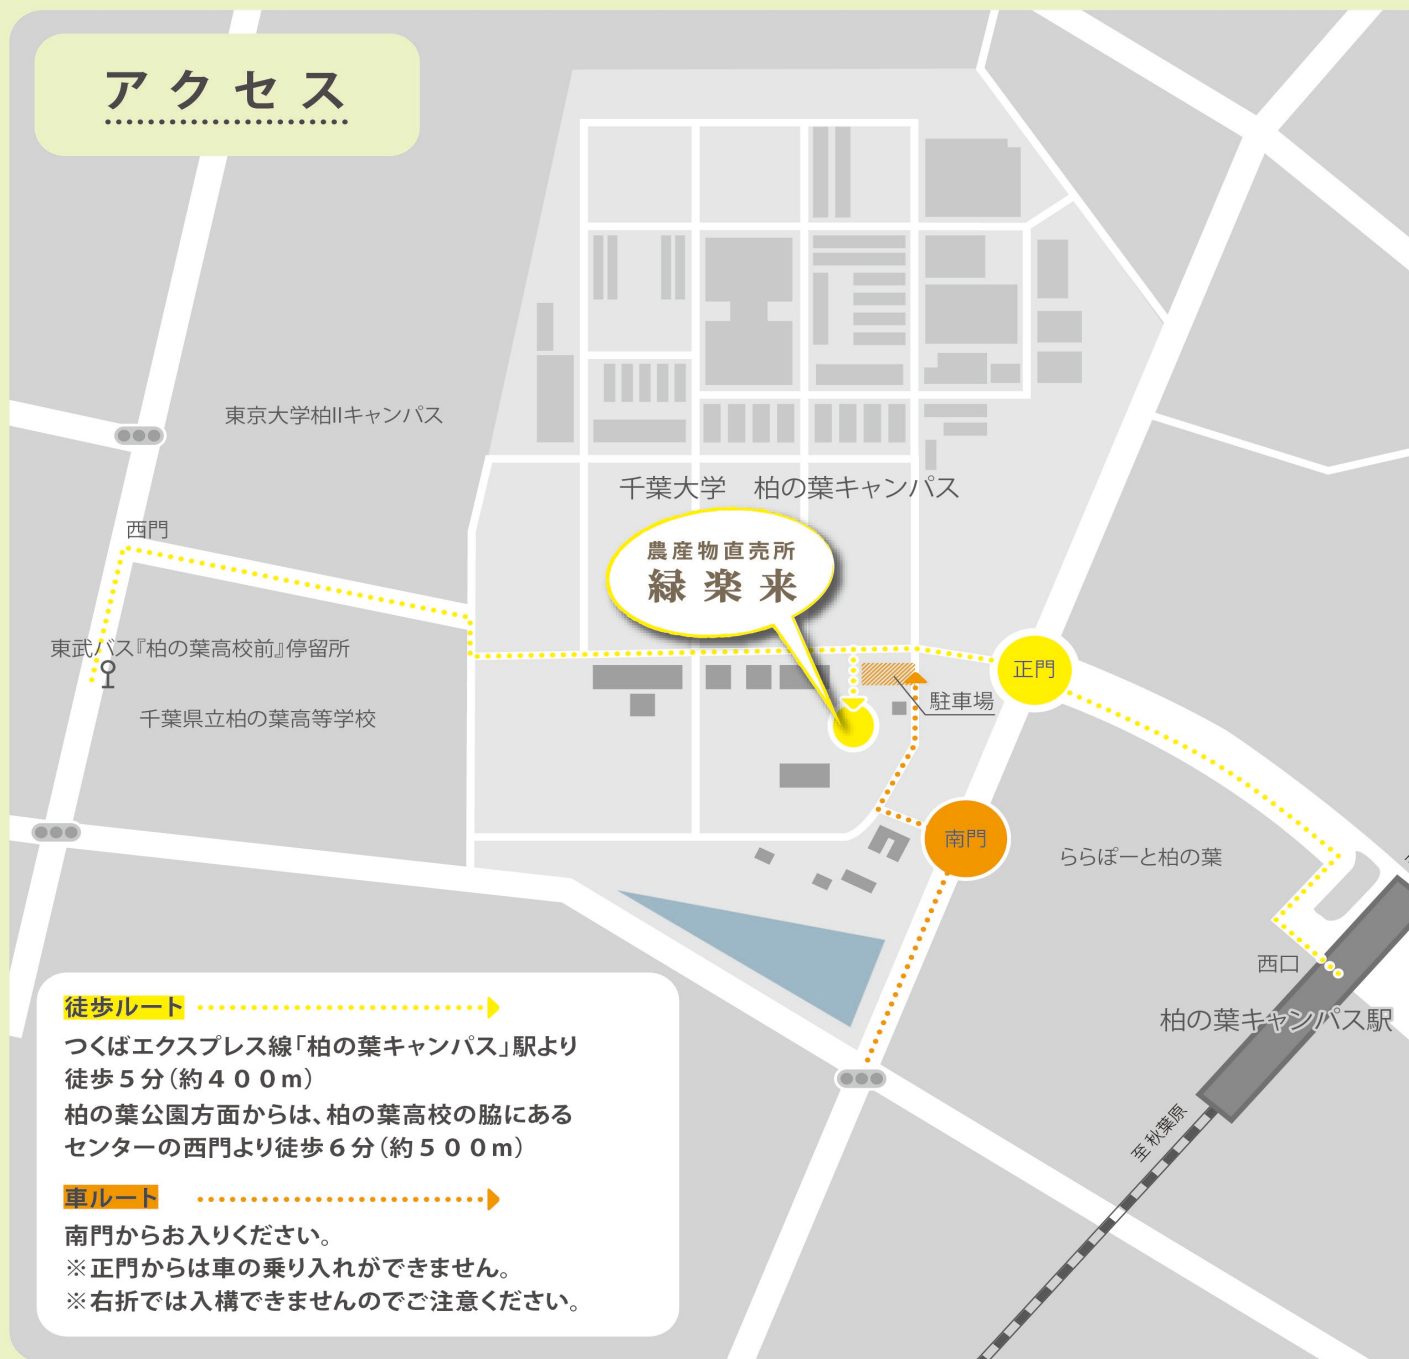 アクセス
東京大学柏IIキャンパス
千葉大学　柏の葉キャンパス
西門
農産物直売所
緑楽来
東武バス『柏の葉高校前』停留所
正門
駐車場
千葉県立柏の葉高等学校
南門
ららぽーと柏の葉
西口
柏の葉キャンパス駅
至 秋葉原
徒歩ルート
つくばエクスプレス線「柏の葉キャンパス」駅より
徒歩５分（約４００m）
柏の葉公園方面からは、柏の葉高校の脇にある
センターの西門より徒歩６分（約５００m）
車ルート
南門からお入りください。
※正門からは車の乗り入れができません。
※右折では入構できませんのでご注意ください。